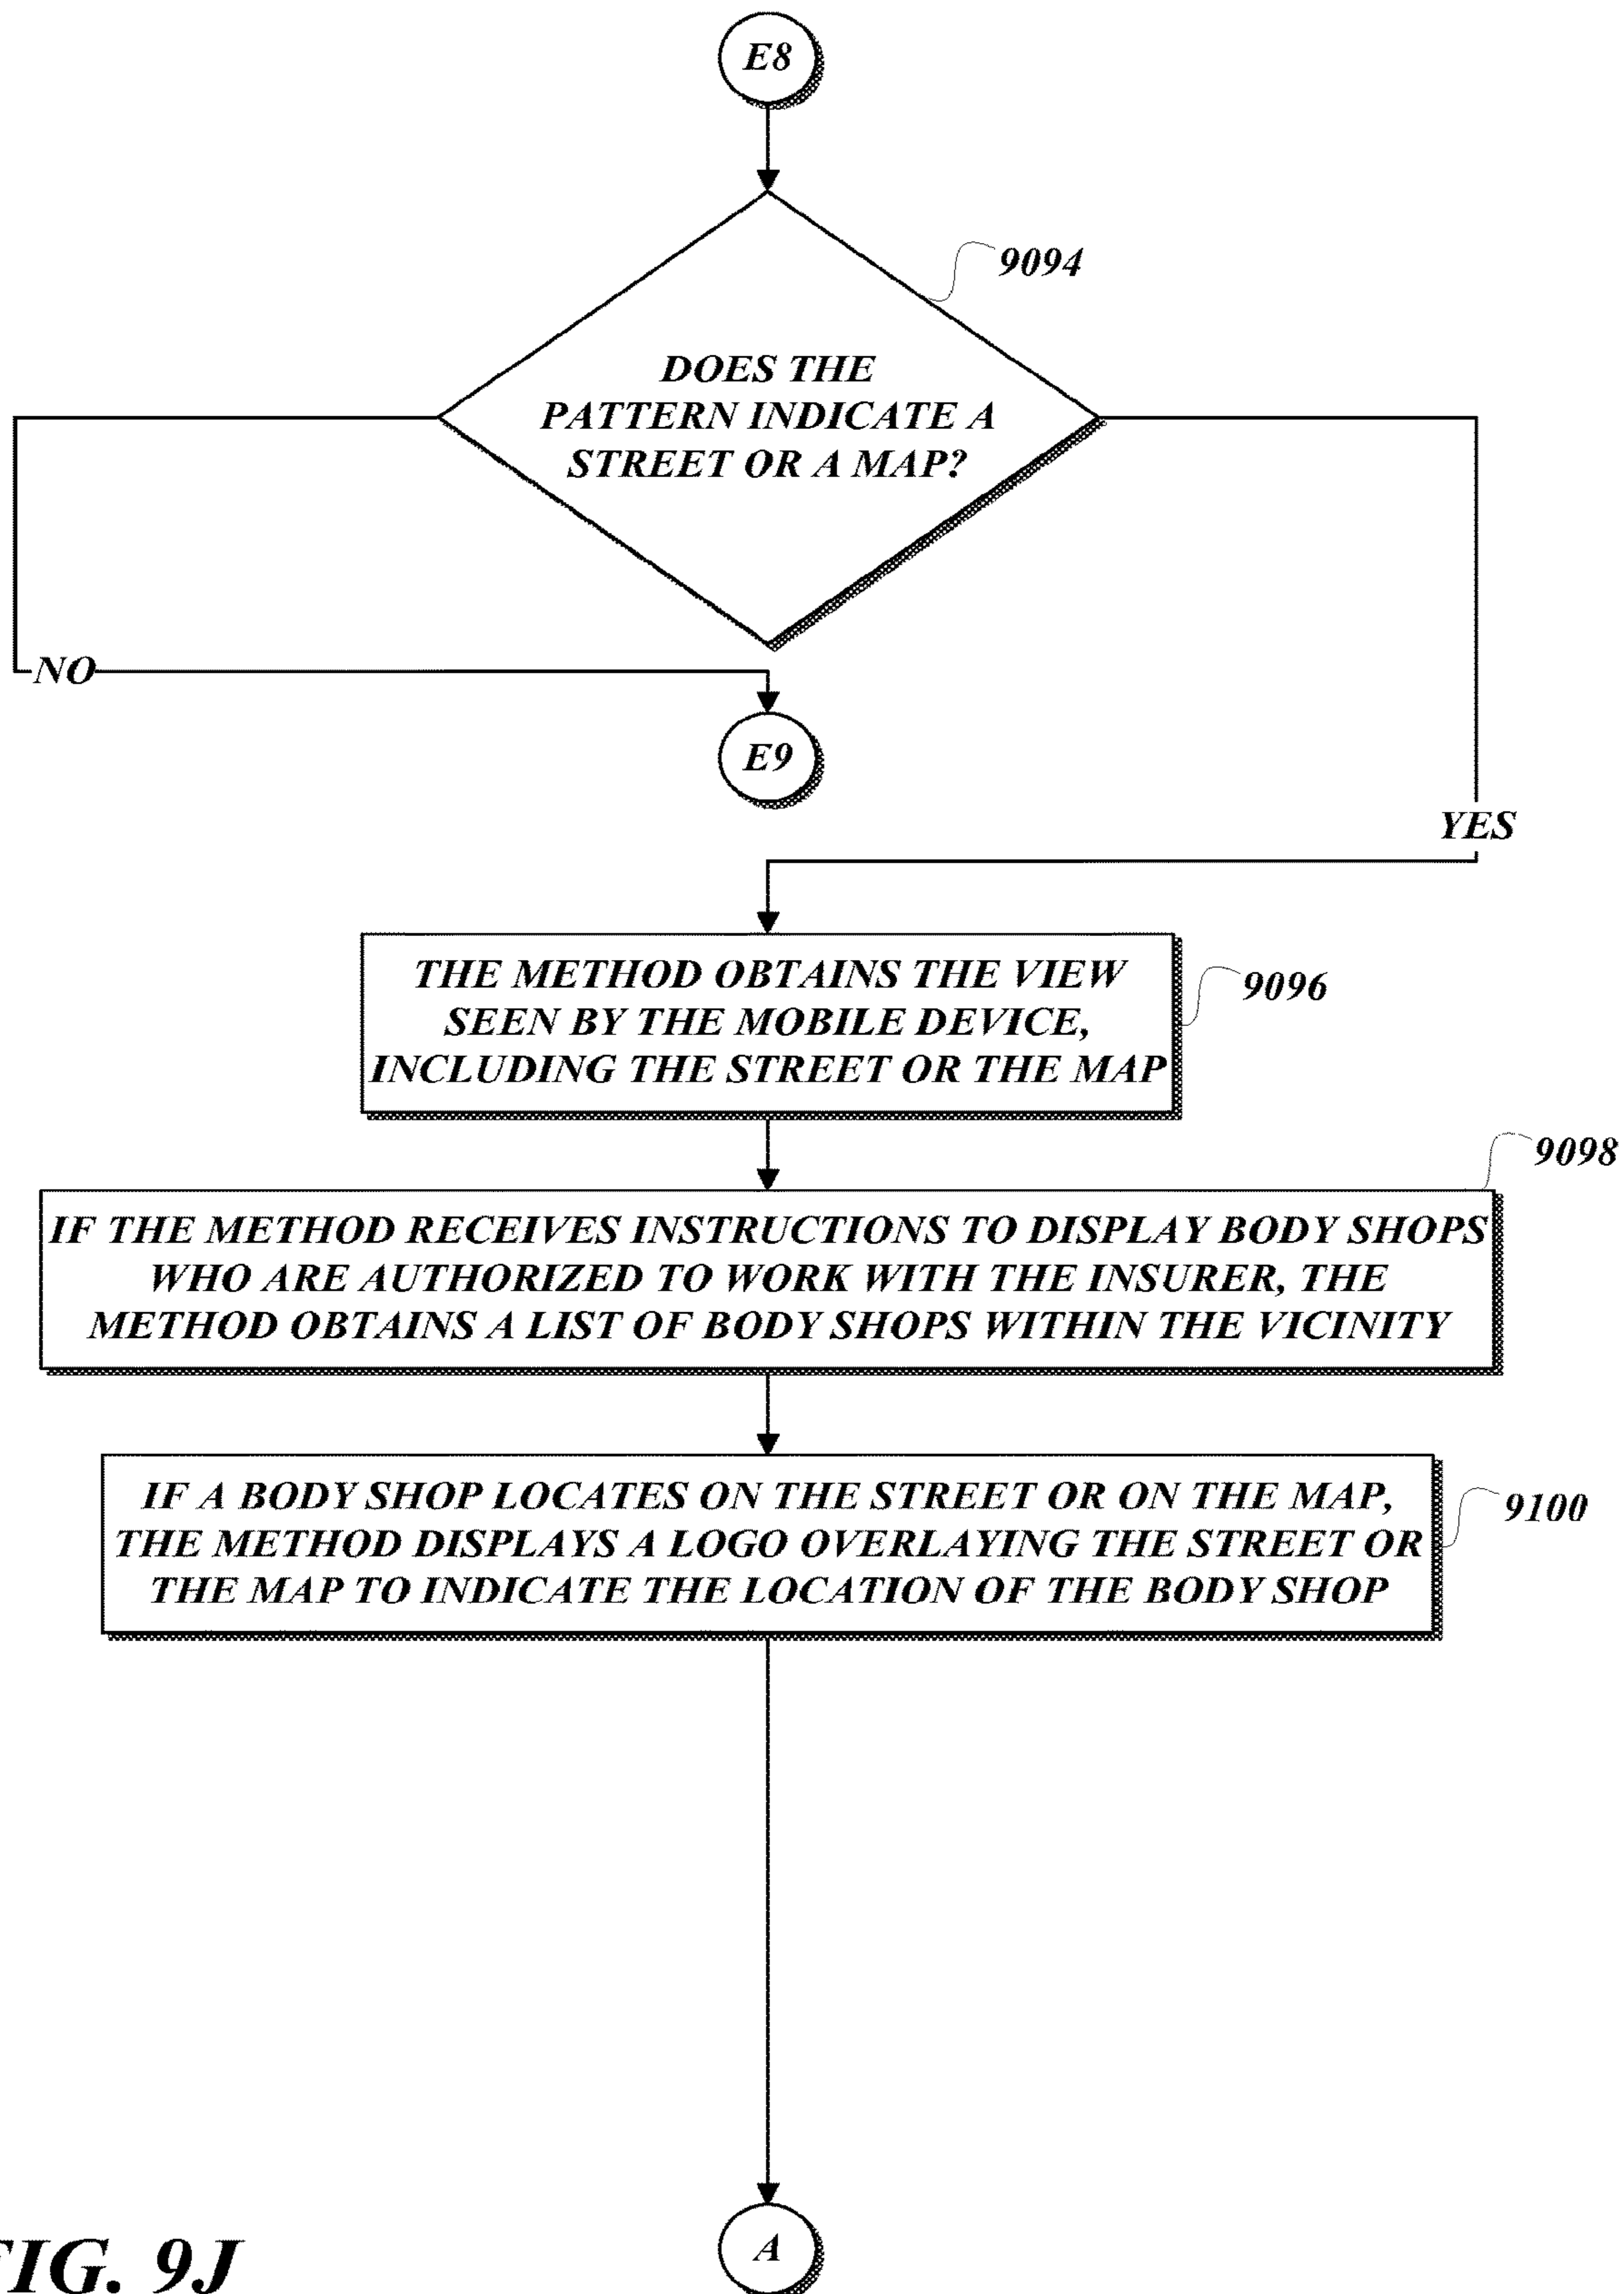 E8
9094
DOES THE
PATTERN INDICATE A
STREET OR A MAP?
NO
E9
YES
THE METHOD OBTAINS THE VIEW
SEEN BY THE MOBILE DEVICE,
INCLUDING THE STREET OR THE MAP
9096
9098
IF THE METHOD RECEIVES INSTRUCTIONS TO DISPLAY BODY SHOPS
WHO ARE AUTHORIZED TO WORK WITH THE INSURER, THE
METHOD OBTAINS A LIST OF BODY SHOPS WITHIN THE VICINITY
IF A BODY SHOP LOCATES ON THE STREET OR ON THE MAP,
THE METHOD DISPLAYS A LOGO OVERLAYING THE STREET OR
THE MAP TO INDICATE THE LOCATION OF THE BODY SHOP
9100
A
FIG. 9J